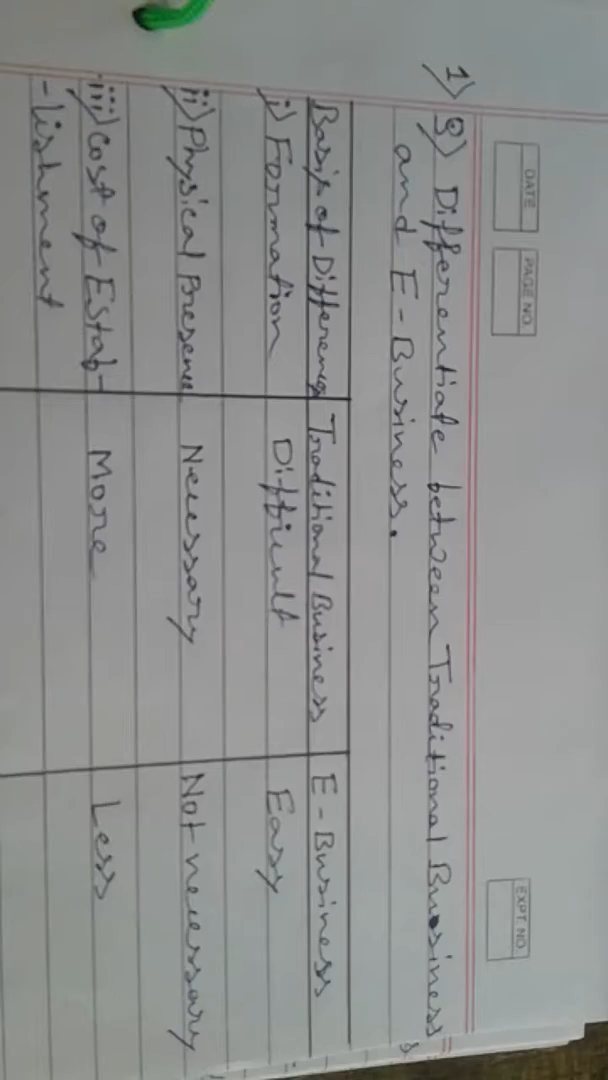 DATE
PAGE NO.
EXPT. NO.
1) g) Differentiate between Traditional Business
and E-Business.
Basis of Difference Traditional Business E-Business
i) Formation Difficult Easy
ii) Physical Presence Necessary Not necessary
iii) Cost of Estab- More Less
-lishment